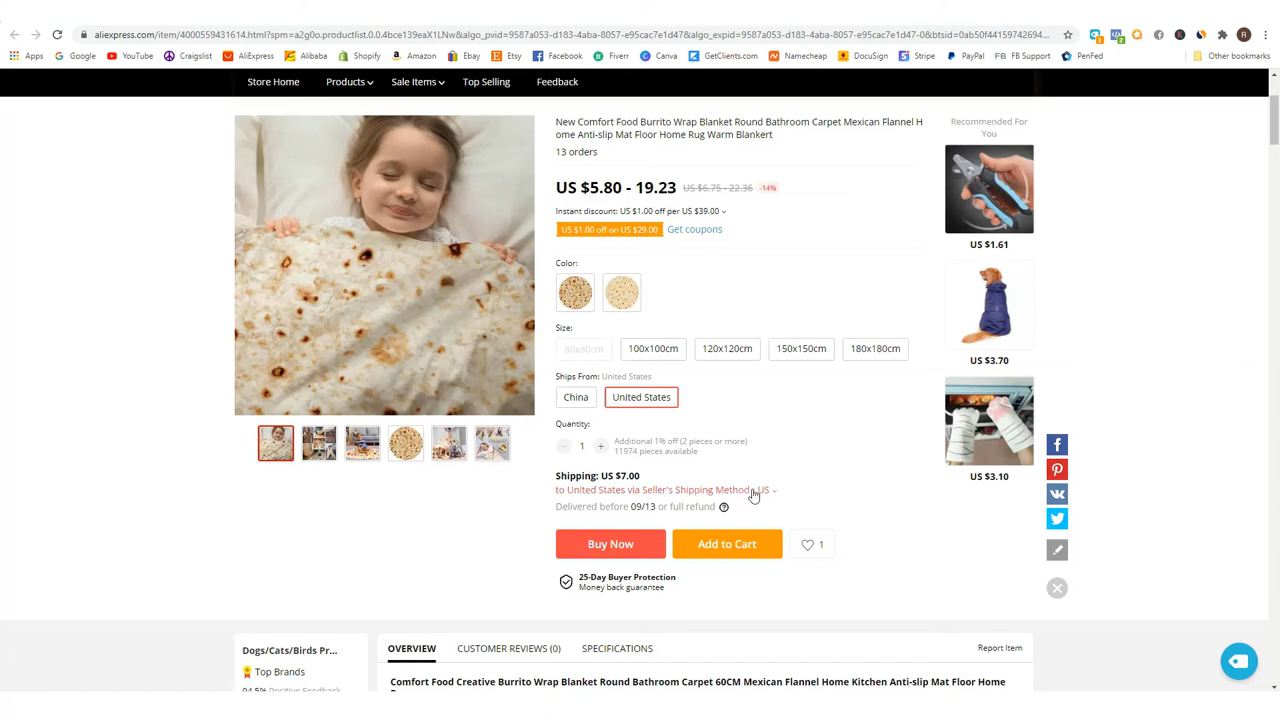 aliexpress.com/item/4000559431614.html?spm=a2g0o.productlist.0.0.4bce139eaX1LNw&algo_pvid=9587a053-d183-4aba-8057-e95cac7e1d47&algo_expid=9587a053-d183-4aba-8057-e95cac7e1d47-0&btsid=0ab50f44159742694...
R
Apps Google YouTube Craigslist AliExpress Alibaba Shopify Amazon Ebay Etsy Facebook Fiverr Canva GetClients.com Namecheap DocuSign Stripe PayPal FB FB Support PenFed Other bookmarks
Store Home Products Sale Items Top Selling Feedback
New Comfort Food Burrito Wrap Blanket Round Bathroom Carpet Mexican Flannel H
ome Anti-slip Mat Floor Home Rug Warm Blankert
13 orders
US $5.80 - 19.23 US $6.75 - 22.36 -14%
Instant discount: US $1.00 off per US $39.00
US $1.00 off on US $29.00 Get coupons
Color:
Size:
80x80cm 100x100cm 120x120cm 150x150cm 180x180cm
Ships From: United States
China United States
Quantity:
1 + Additional 1% off (2 pieces or more)
11974 pieces available
Shipping: US $7.00
to United States via Seller's Shipping Method - US
Delivered before 09/13 or full refund ?
Buy Now Add to Cart 1
25-Day Buyer Protection
Money back guarantee
Recommended For
You
US $1.61
US $3.70
US $3.10
Dogs/Cats/Birds Pr...
Top Brands
94.5% Positive Feedback
OVERVIEW CUSTOMER REVIEWS (0) SPECIFICATIONS Report Item
Comfort Food Creative Burrito Wrap Blanket Round Bathroom Carpet 60CM Mexican Flannel Home Kitchen Anti-slip Mat Floor Home